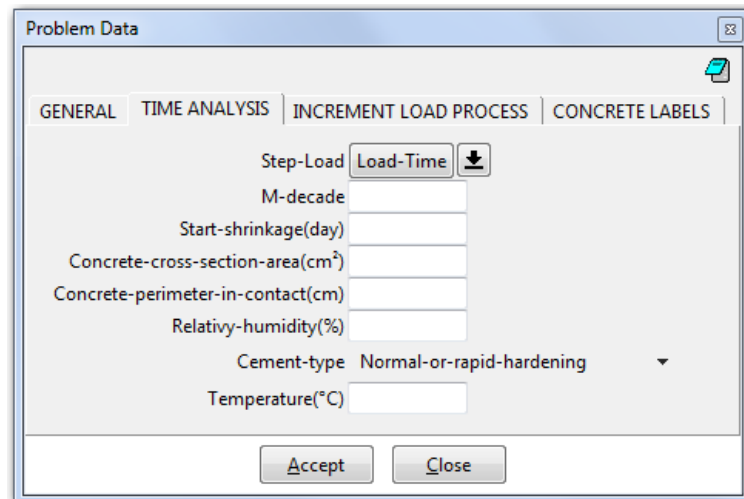 Problem Data
GENERAL TIME ANALYSIS INCREMENT LOAD PROCESS CONCRETE LABELS
Step-Load Load-Time
M-decade
Start-shrinkage(day)
Concrete-cross-section-area(cm²)
Concrete-perimeter-in-contact(cm)
Relativy-humidity(%)
Cement-type Normal-or-rapid-hardening
Temperature(°C)
Accept Close